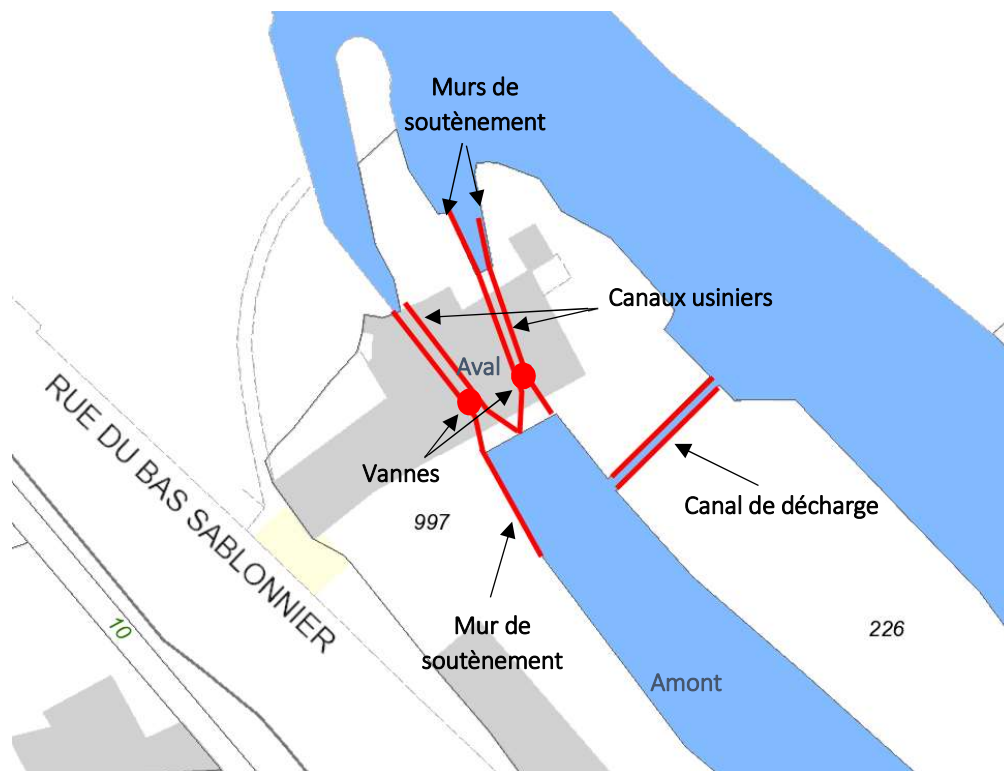 Murs de
soutènement
Canaux usiniers
Aval
RUE DU BAS SABLONNIER
Vannes
Canal de décharge
997
10
Mur de
soutènement
226
Amont